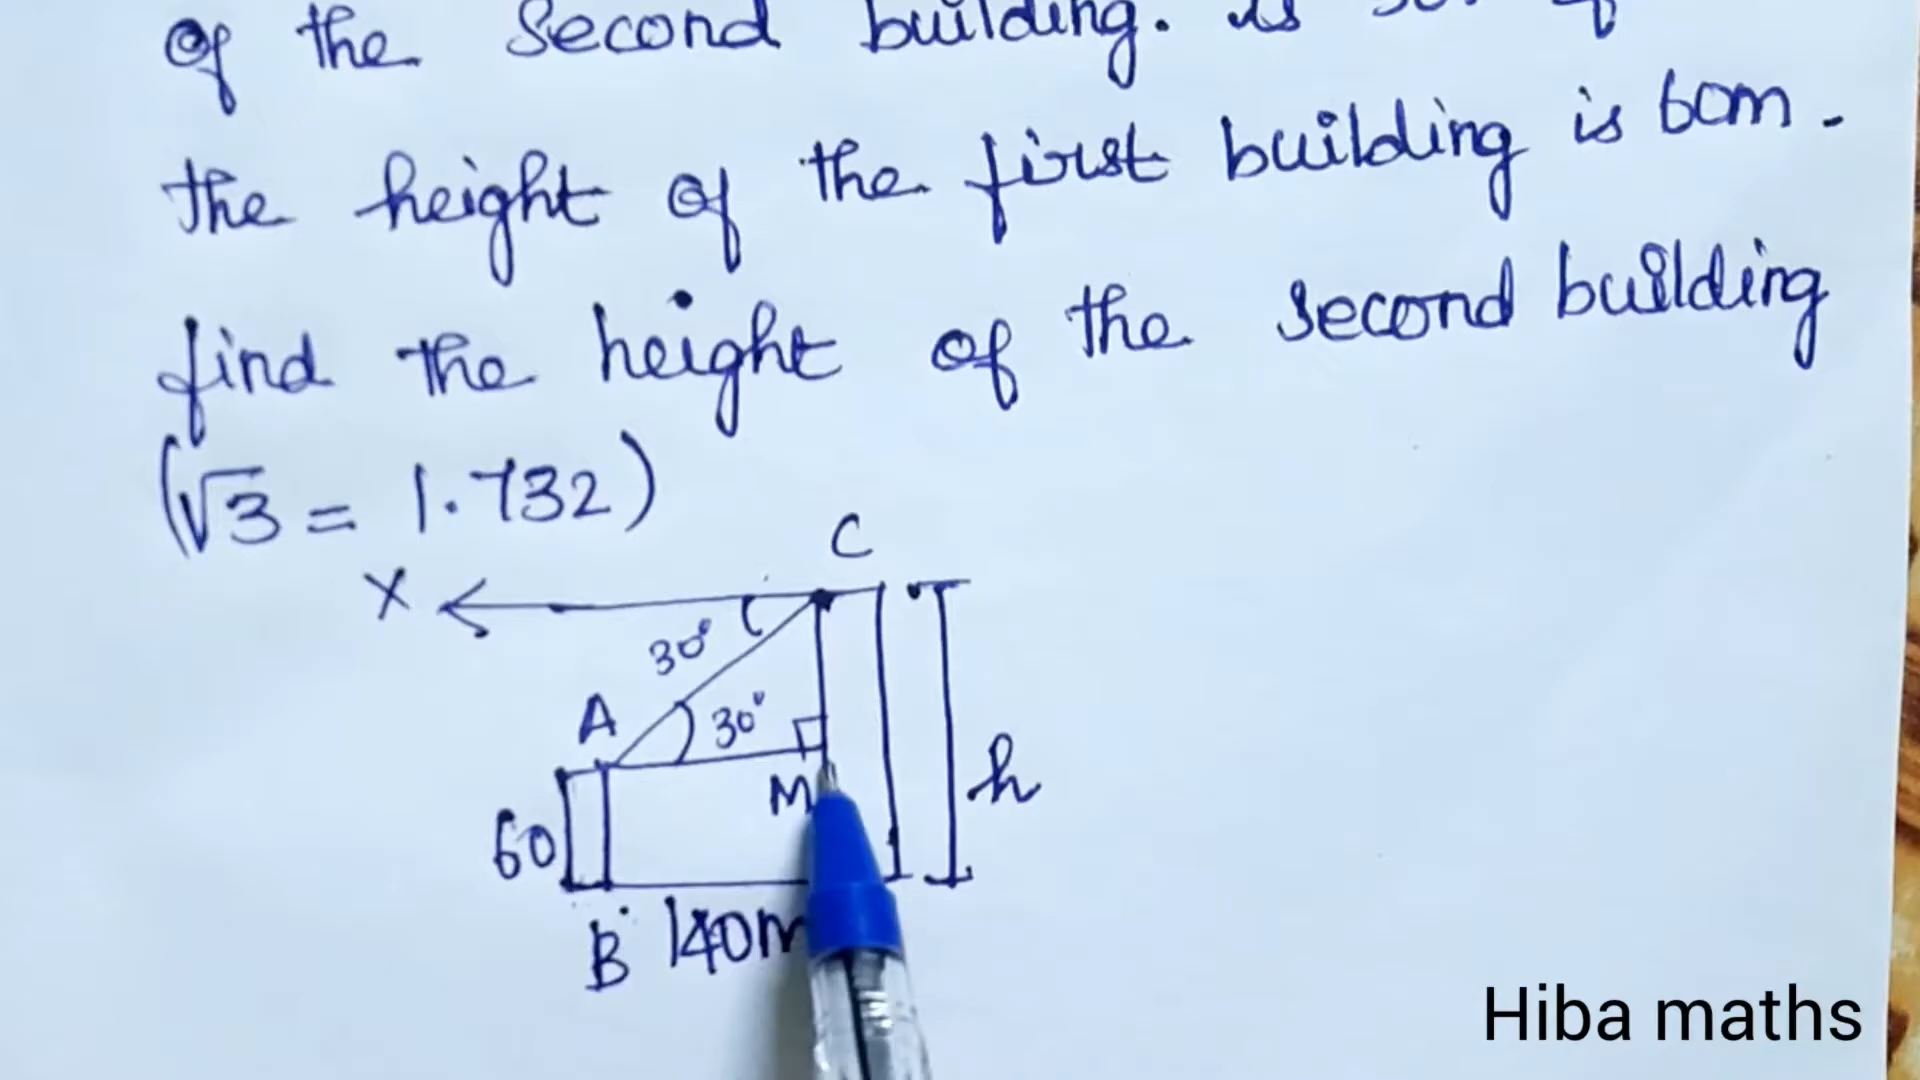 of the second building. is
the height of the first building is 60m.
find the height of the second building
(√3 = 1.732)
C
X
30°
A
30°
M
h
60
B 140m
Hiba maths